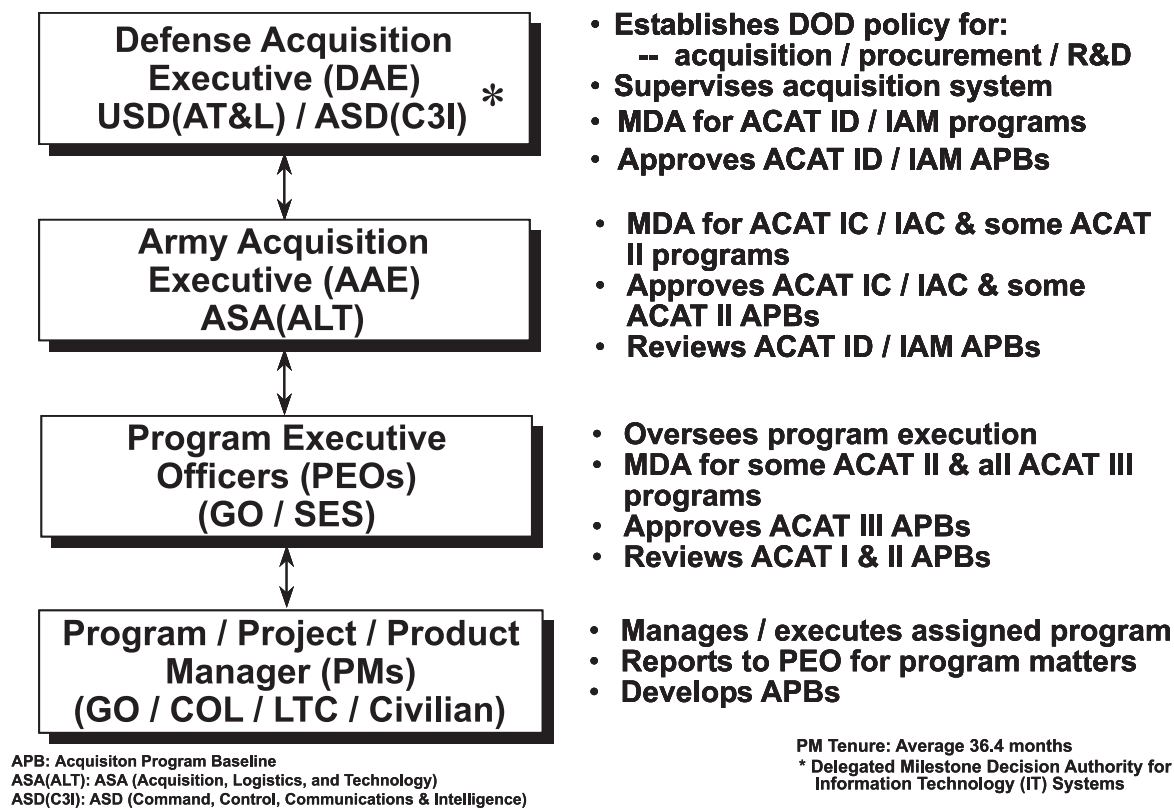 Defense Acquisition
Executive (DAE)
USD(AT&L) / ASD(C3I) *
• Establishes DOD policy for:
-- acquisition / procurement / R&D
• Supervises acquisition system
• MDA for ACAT ID / IAM programs
• Approves ACAT ID / IAM APBs
Army Acquisition
Executive (AAE)
ASA(ALT)
• MDA for ACAT IC / IAC & some ACAT
II programs
• Approves ACAT IC / IAC & some
ACAT II APBs
• Reviews ACAT ID / IAM APBs
Program Executive
Officers (PEOs)
(GO / SES)
• Oversees program execution
• MDA for some ACAT II & all ACAT III
programs
• Approves ACAT III APBs
• Reviews ACAT I & II APBs
Program / Project / Product
Manager (PMs)
(GO / COL / LTC / Civilian)
• Manages / executes assigned program
• Reports to PEO for program matters
• Develops APBs
APB: Acquisiton Program Baseline
ASA(ALT): ASA (Acquisition, Logistics, and Technology)
ASD(C3I): ASD (Command, Control, Communications & Intelligence)
PM Tenure: Average 36.4 months
* Delegated Milestone Decision Authority for
Information Technology (IT) Systems